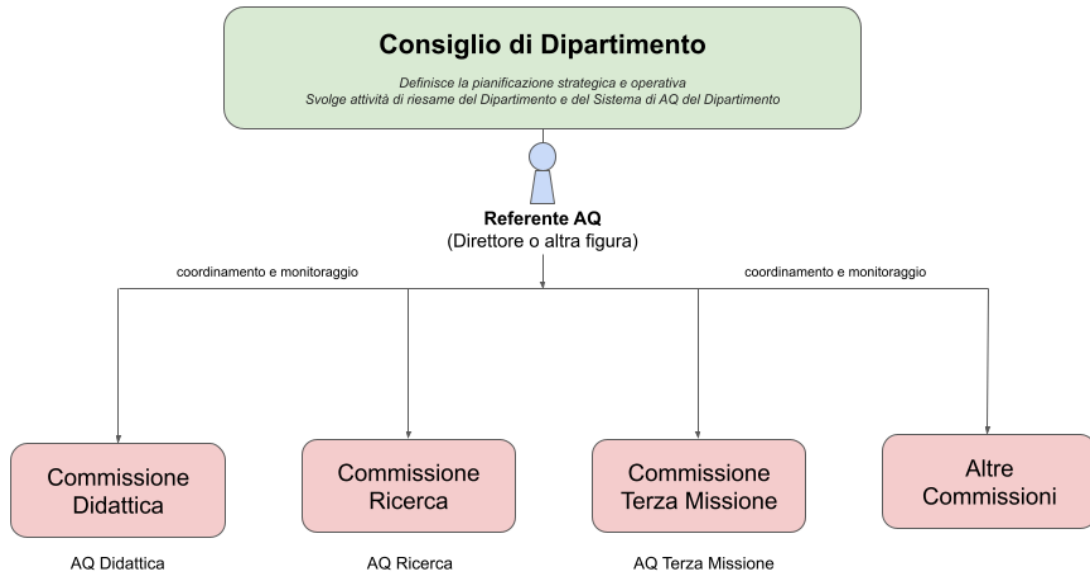 Consiglio di Dipartimento
Definisce la pianificazione strategica e operativa
Svolge attività di riesame del Dipartimento e del Sistema di AQ del Dipartimento
Referente AQ
(Direttore o altra figura)
coordinamento e monitoraggio
coordinamento e monitoraggio
Commissione
Didattica
Commissione
Ricerca
Commissione
Terza Missione
Altre
Commissioni
AQ Didattica
AQ Ricerca
AQ Terza Missione